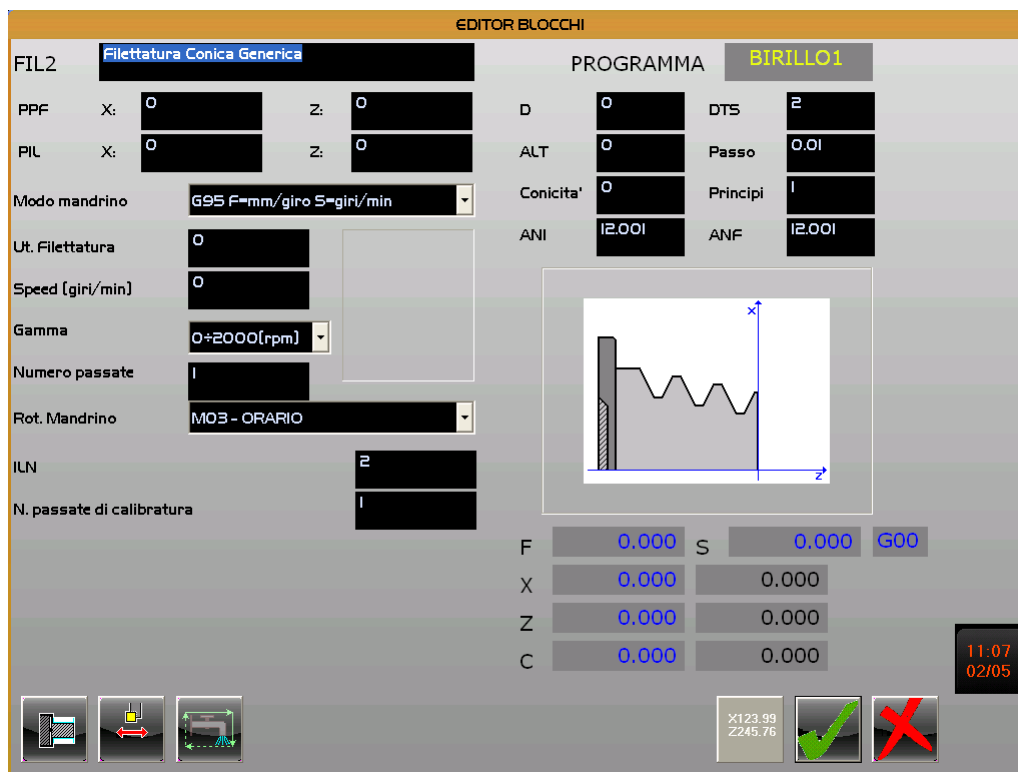 EDITOR BLOCCHI
FIL2 Filettatura Conica Generica PROGRAMMA BIRILLO1
PPF X: 0 Z: 0 D 0 DTS 2
PIL X: 0 Z: 0 ALT 0 Passo 0.01
Modo mandrino G95 F=mm/giro S=giri/min Conicita' 0 Principi 1
Ut. Filettatura 0 ANI 12.001 ANF 12.001
Speed (giri/min) 0
Gamma 0÷2000(rpm)
Numero passate 1
Rot. Mandrino M03 - ORARIO
ILN 2
N. passate di calibratura 1
x
z
F 0.000 S 0.000 G00
X 0.000 0.000
Z 0.000 0.000
C 0.000 0.000
11:07
02/05
X123.99
Z245.76